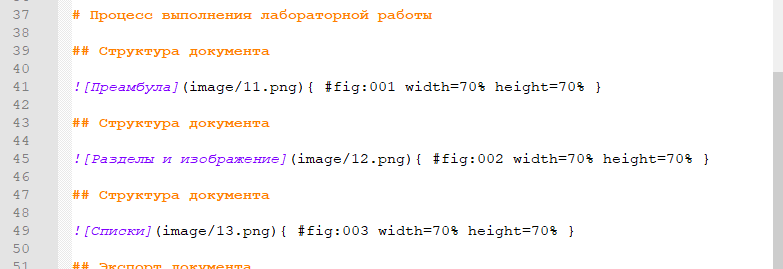 37 # Процесс выполнения лабораторной работы
38
39 ## Структура документа
40
41 ![Преамбула](image/11.png){ #fig:001 width=70% height=70% }
42
43 ## Структура документа
44
45 ![Разделы и изображение](image/12.png){ #fig:002 width=70% height=70% }
46
47 ## Структура документа
48
49 ![Списки](image/13.png){ #fig:003 width=70% height=70% }
50
51 ## Экспорт документа